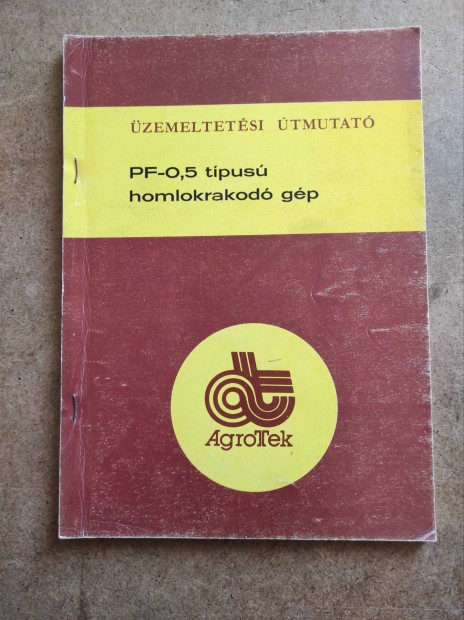 ÜZEMELTETÉSI ÚTMUTATÓ
PF-0,5 típusú
homlokrakodó gép
AgroTek